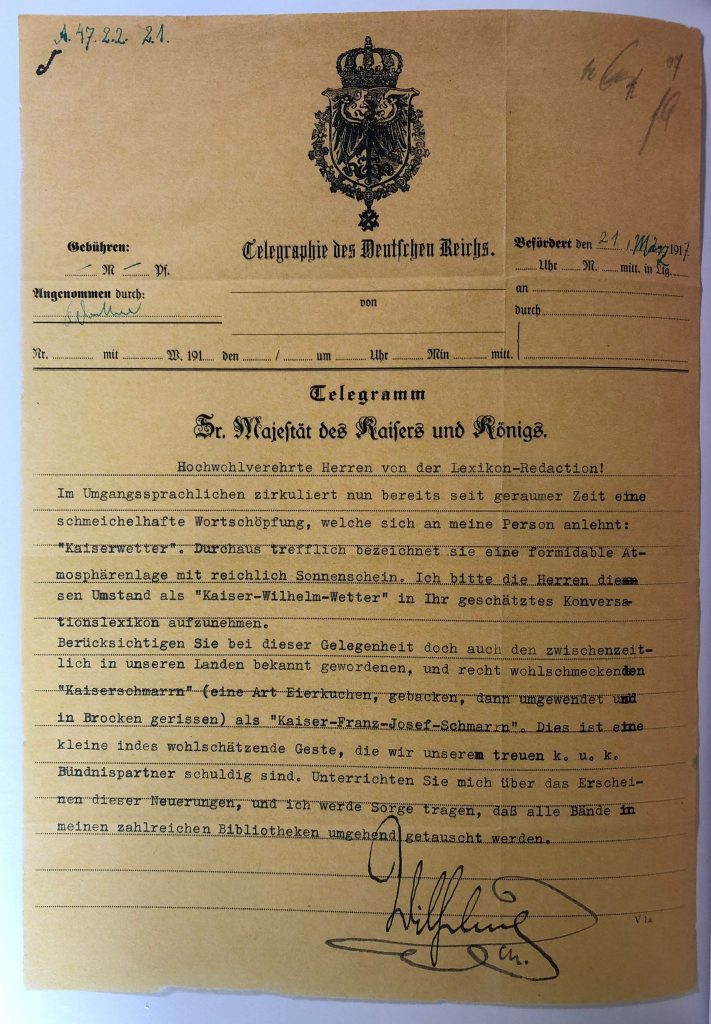 A. 47. 2.2. 21.
Gebühren:
M Pf.
Telegraphie des Deutschen Reichs.
Befördert den 21 / März 1917
Uhr M. mitt. in Ltg.
Angenommen durch:
von
an
durch
Nr. mit W. 191 den / um Uhr Min mitt.
Telegramm
Sr. Majestät des Kaisers und Königs.
Hochwohlverehrte Herren von der Lexikon-Redaction!
Im Umgangssprachlichen zirkuliert nun bereits seit geraumer Zeit eine
schmeichelhafte Wortschöpfung, welche sich an meine Person anlehnt:
"Kaiserwetter". Durchaus trefflich bezeichnet sie eine formidable At-
mosphärenlage mit reichlich Sonnenschein. Ich bitte die Herren die-
sen Umstand als "Kaiser-Wilhelm-Wetter" in Ihr geschätztes Konversa-
tionslexikon aufzunehmen.
Berücksichtigen Sie bei dieser Gelegenheit doch auch den zwischenzeit-
lich in unseren Landen bekannt gewordenen, und recht wohlschmeckenden
"Kaiserschmarrn" (eine Art Eierkuchen, gebacken, dann umgewendet und
in Brocken gerissen) als "Kaiser-Franz-Josef-Schmarrn". Dies ist eine
kleine indes wohlschätzende Geste, die wir unserem treuen k. u. k.
Bündnispartner schuldig sind. Unterrichten Sie mich über das Erschei-
nen dieser Neuerungen, und ich werde Sorge tragen, daß alle Bände in
meinen zahlreichen Bibliotheken umgehend getauscht werden.
Wilhelm
V 1a